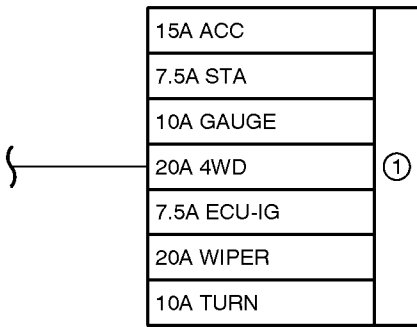 15A ACC
7.5A STA
10A GAUGE
20A 4WD
7.5A ECU-IG
20A WIPER
10A TURN
1